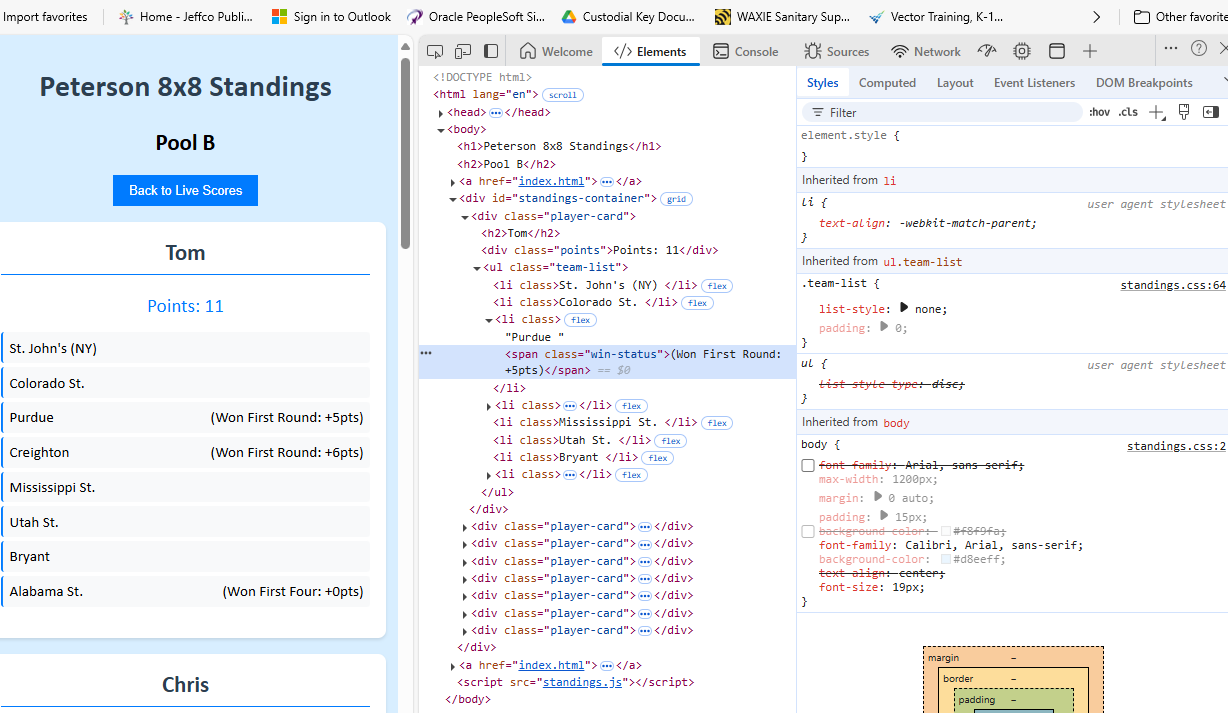 Import favorites
Home - Jeffco Publi...
Sign in to Outlook
Oracle PeopleSoft Si...
Custodial Key Docu...
WAXIE Sanitary Sup...
Vector Training, K-1...
Other favorite
Peterson 8x8 Standings
Pool B
Back to Live Scores
Tom
Points: 11
St. John's (NY)
Colorado St.
Purdue (Won First Round: +5pts)
Creighton (Won First Round: +6pts)
Mississippi St.
Utah St.
Bryant
Alabama St. (Won First Four: +0pts)
Chris
Welcome
</> Elements
Console
Sources
Network
<!DOCTYPE html>
<html lang="en"> scroll
<head> ··· </head>
<body>
<h1>Peterson 8x8 Standings</h1>
<h2>Pool B</h2>
<a href="index.html"> ··· </a>
<div id="standings-container"> grid
<div class="player-card">
<h2>Tom</h2>
<div class="points">Points: 11</div>
<ul class="team-list">
<li class>St. John's (NY) </li> flex
<li class>Colorado St. </li> flex
<li class> flex
"Purdue "
<span class="win-status">(Won First Round:
+5pts)</span> == $0
</li>
<li class> ··· </li> flex
<li class>Mississippi St. </li> flex
<li class>Utah St. </li> flex
<li class>Bryant </li> flex
<li class> ··· </li> flex
</ul>
</div>
<div class="player-card"> ··· </div>
<div class="player-card"> ··· </div>
<div class="player-card"> ··· </div>
<div class="player-card"> ··· </div>
<div class="player-card"> ··· </div>
<div class="player-card"> ··· </div>
<div class="player-card"> ··· </div>
</div>
<a href="index.html"> ··· </a>
<script src="standings.js"></script>
</body>
Styles Computed Layout Event Listeners DOM Breakpoints
Filter :hov .cls
element.style {
}
Inherited from li
li { user agent stylesheet
text-align: -webkit-match-parent;
}
Inherited from ul.team-list
.team-list { standings.css:64
list-style: none;
padding: 0;
}
ul { user agent stylesheet
list-style-type: disc;
}
Inherited from body
body { standings.css:2
font-family: Arial, sans-serif;
max-width: 1200px;
margin: 0 auto;
padding: 15px;
background-color: #f8f9fa;
font-family: Calibri, Arial, sans-serif;
background-color: #d8eeff;
text-align: center;
font-size: 19px;
}
margin –
border –
padding –